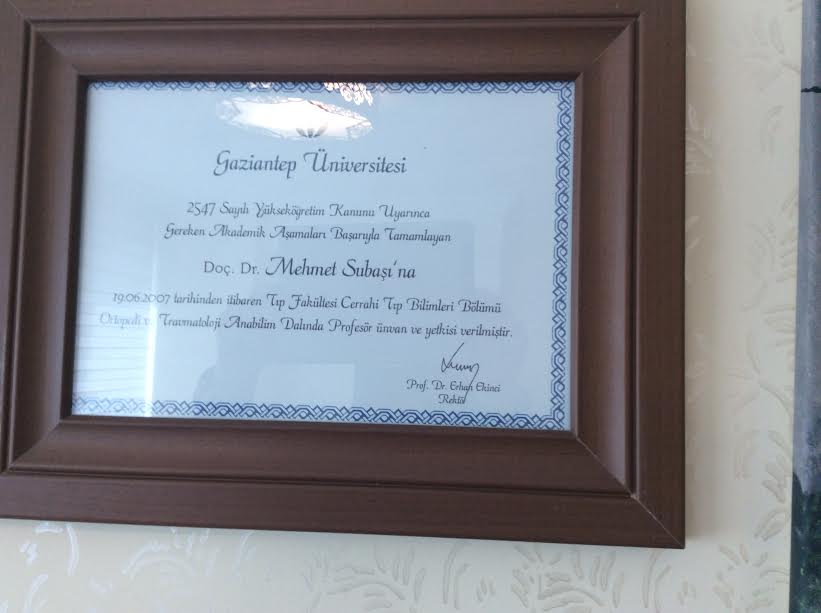 Gaziantep Üniversitesi
2547 Sayılı Yükseköğretim Kanunu Uyarınca
Gereken Akademik Aşamaları Başarıyla Tamamlayan
Doç. Dr. Mehmet Subaşı'na
19.06.2007 tarihinden itibaren Tıp Fakültesi Cerrahi Tıp Bilimleri Bölümü
Ortopedi ve Travmatoloji Anabilim Dalında Profesör ünvan ve yetkisi verilmiştir.
Prof. Dr. Erhan Ekinci
Rektör